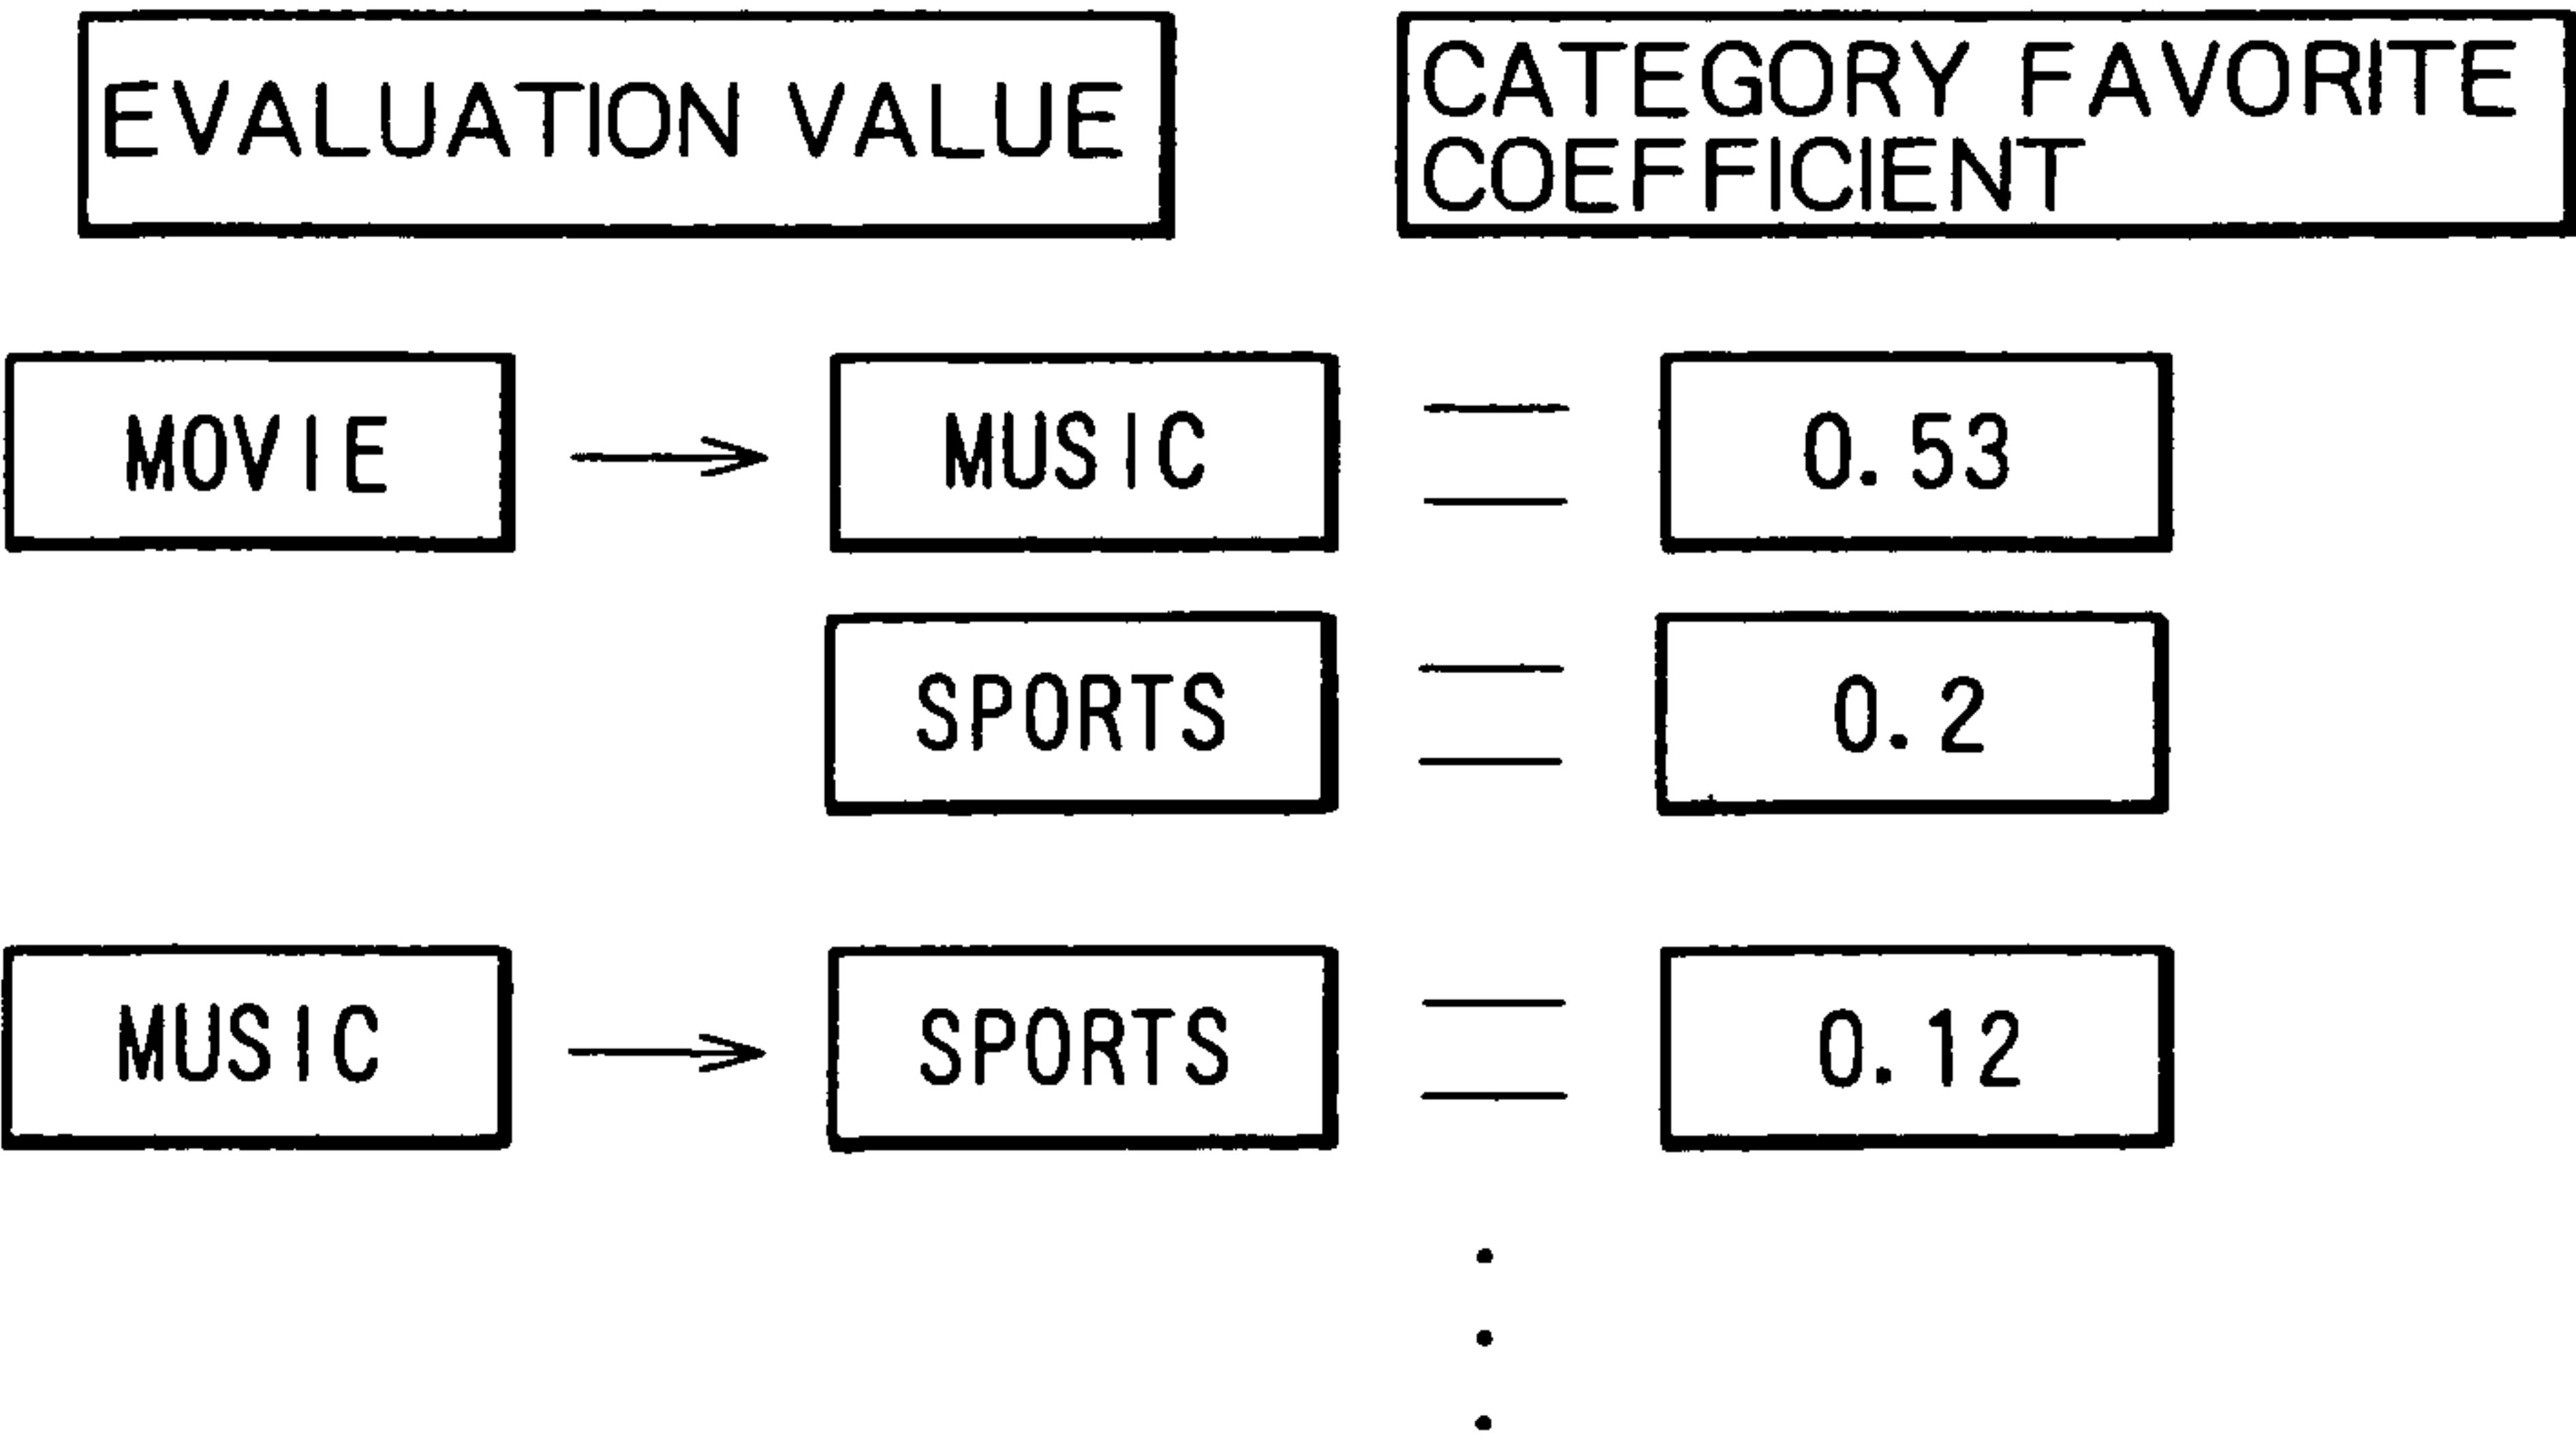 EVALUATION VALUE
CATEGORY FAVORITE
COEFFICIENT
MOVIE → MUSIC = 0.53
SPORTS = 0.2
MUSIC → SPORTS = 0.12